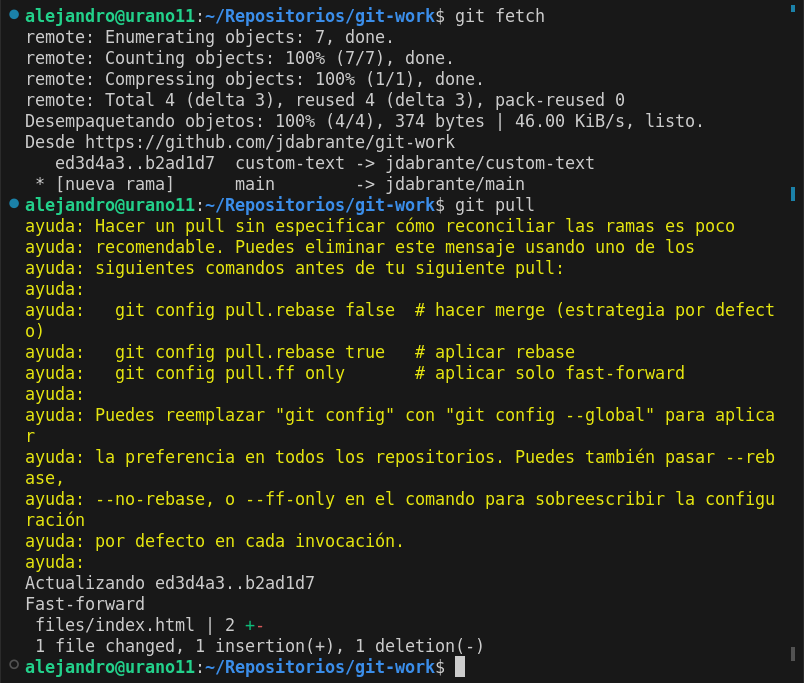 alejandro@urano11:~/Repositorios/git-work$ git fetch
remote: Enumerating objects: 7, done.
remote: Counting objects: 100% (7/7), done.
remote: Compressing objects: 100% (1/1), done.
remote: Total 4 (delta 3), reused 4 (delta 3), pack-reused 0
Desempaquetando objetos: 100% (4/4), 374 bytes | 46.00 KiB/s, listo.
Desde https://github.com/jdabrante/git-work
   ed3d4a3..b2ad1d7  custom-text -> jdabrante/custom-text
 * [nueva rama]      main        -> jdabrante/main
alejandro@urano11:~/Repositorios/git-work$ git pull
ayuda: Hacer un pull sin especificar cómo reconciliar las ramas es poco
ayuda: recomendable. Puedes eliminar este mensaje usando uno de los
ayuda: siguientes comandos antes de tu siguiente pull:
ayuda:
ayuda:   git config pull.rebase false  # hacer merge (estrategia por defect
o)
ayuda:   git config pull.rebase true   # aplicar rebase
ayuda:   git config pull.ff only       # aplicar solo fast-forward
ayuda:
ayuda: Puedes reemplazar "git config" con "git config --global" para aplica
r
ayuda: la preferencia en todos los repositorios. Puedes también pasar --reb
ase,
ayuda: --no-rebase, o --ff-only en el comando para sobreescribir la configu
ración
ayuda: por defecto en cada invocación.
ayuda:
Actualizando ed3d4a3..b2ad1d7
Fast-forward
 files/index.html | 2 +-
 1 file changed, 1 insertion(+), 1 deletion(-)
alejandro@urano11:~/Repositorios/git-work$